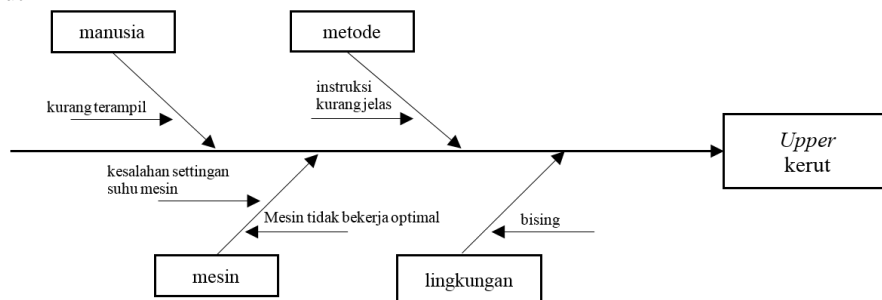 manusia
metode
kurang terampil
instruksi
kurang jelas
Upper
kerut
kesalahan settingan
suhu mesin
Mesin tidak bekerja optimal
bising
mesin
lingkungan